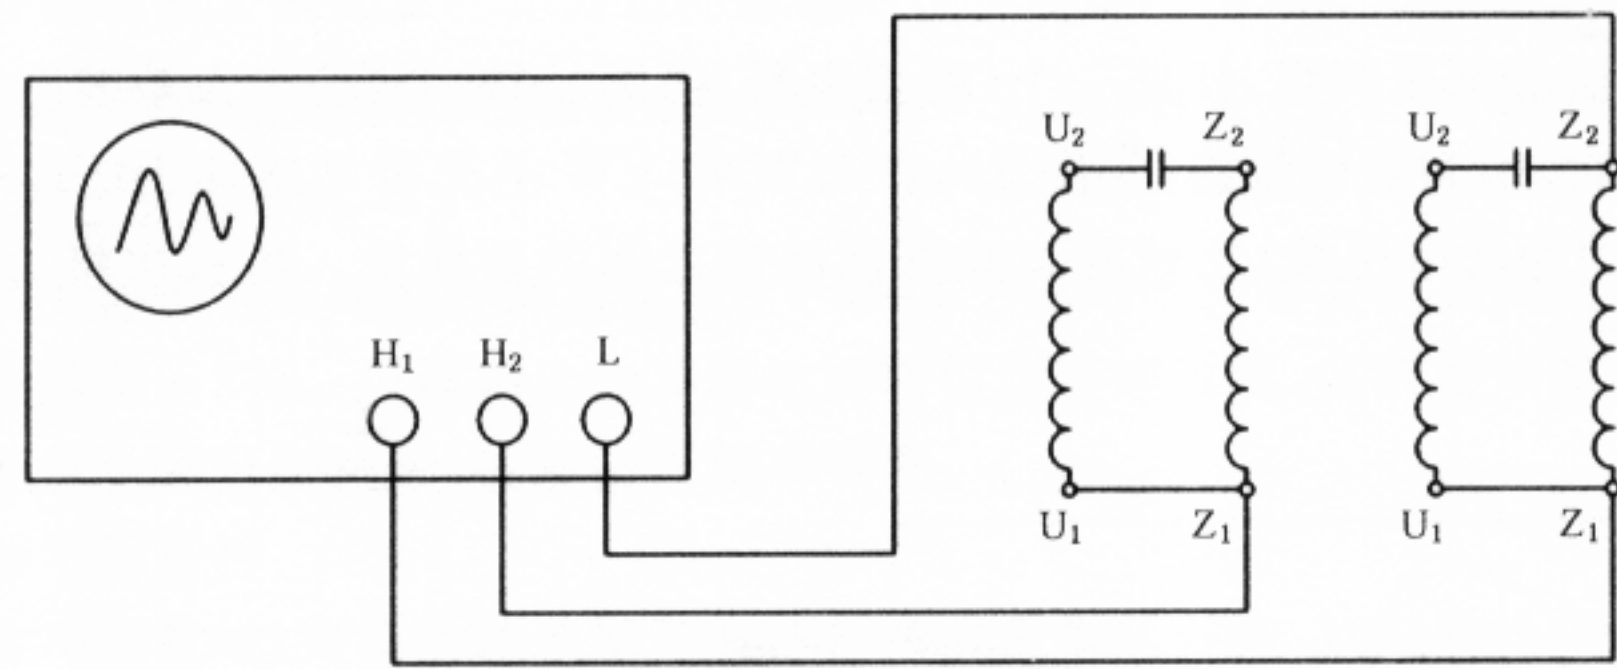 U₂ Z₂ U₂ Z₂
H₁ H₂ L
U₁ Z₁ U₁ Z₁